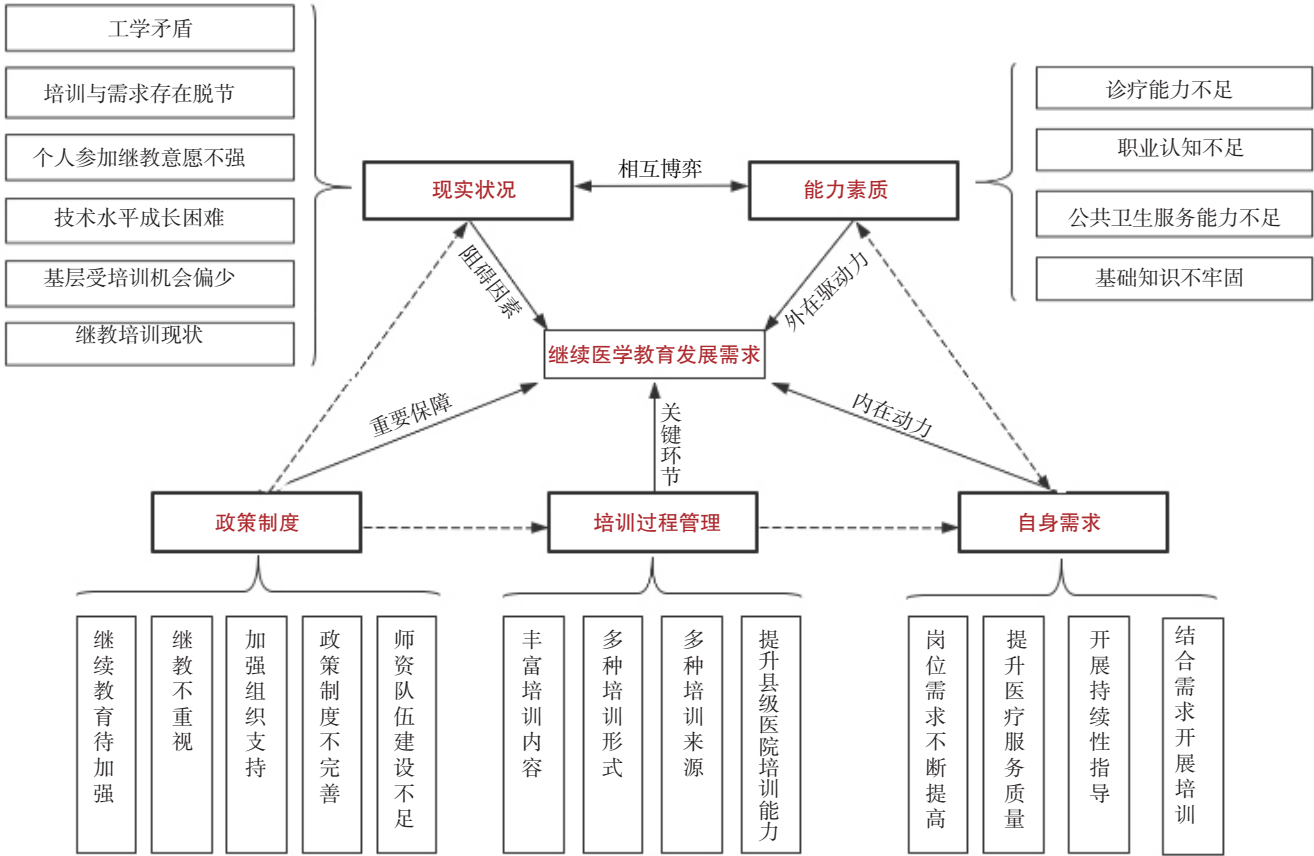 工学矛盾
培训与需求存在脱节
个人参加继教意愿不强
技术水平成长困难
基层受培训机会偏少
继教培训现状
现实状况
相互博弈
能力素质
诊疗能力不足
职业认知不足
公共卫生服务能力不足
基础知识不牢固
阻碍因素
外在驱动力
继续医学教育发展需求
重要保障
关键环节
内在动力
政策制度
培训过程管理
自身需求
继续教育待加强
继教不重视
加强组织支持
政策制度不完善
师资队伍建设不足
丰富培训内容
多种培训形式
多种培训来源
提升县级医院培训能力
岗位需求不断提高
提升医疗服务质量
开展持续性指导
结合需求开展培训